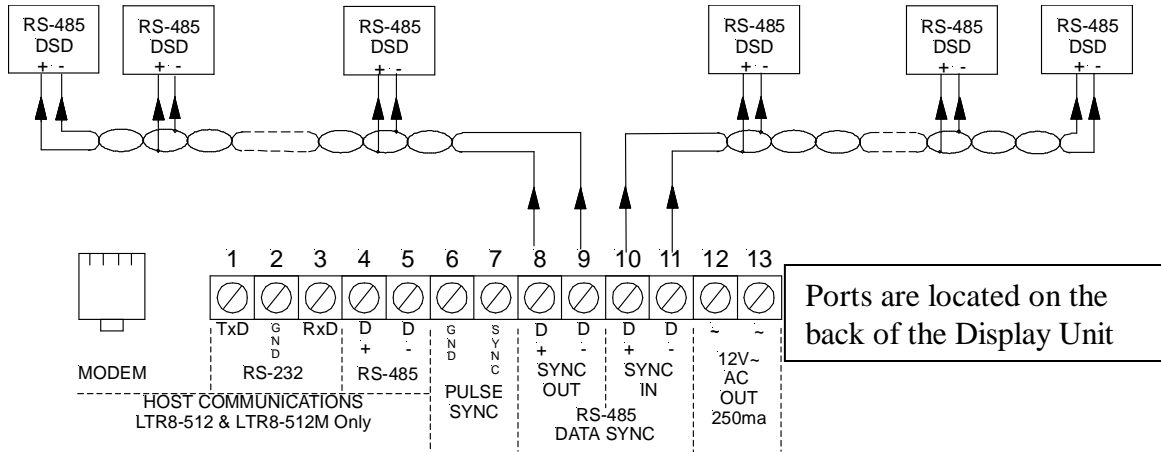 RS-485
DSD
+ -
RS-485
DSD
+ -
RS-485
DSD
+ -
RS-485
DSD
+ -
RS-485
DSD
+ -
RS-485
DSD
+ -
1 2 3 4 5 6 7 8 9 10 11 12 13
TxD GND RxD D + D - GND SYNC D + D - D + D - ~ ~
MODEM
RS-232
RS-485
HOST COMMUNICATIONS
LTR8-512 & LTR8-512M Only
PULSE
SYNC
SYNC
OUT
SYNC
IN
RS-485
DATA SYNC
12V~
AC
OUT
250ma
Ports are located on the
back of the Display Unit